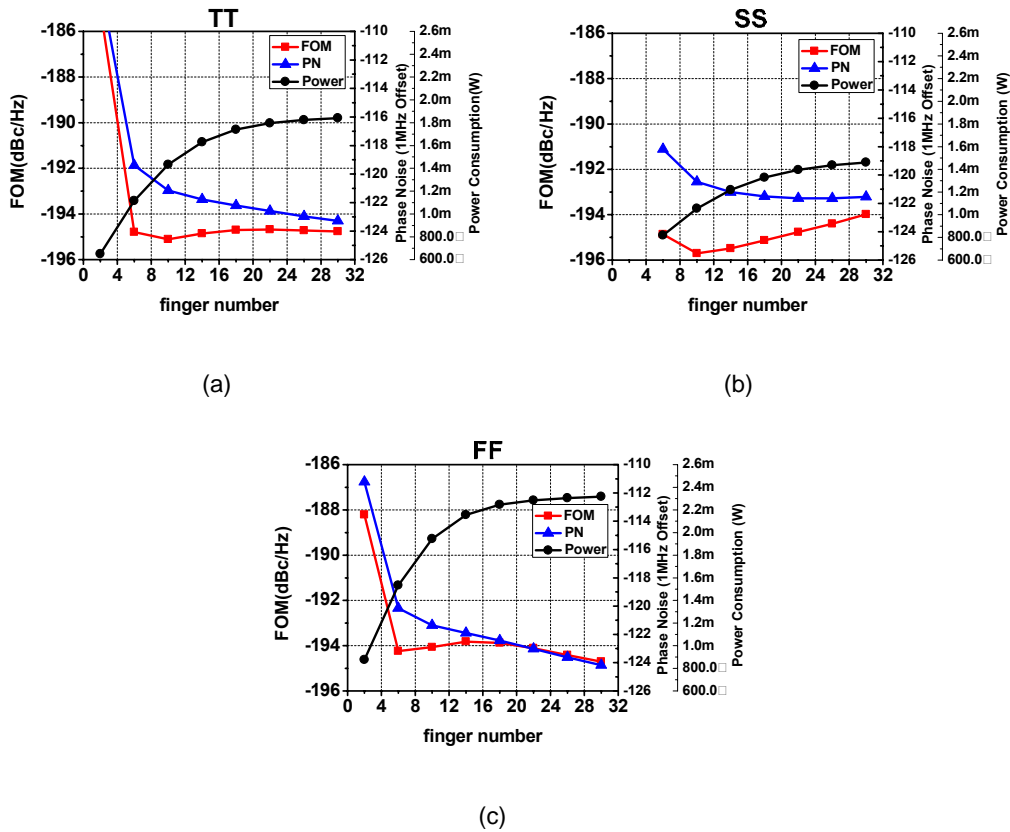 TT
FOM(dBc/Hz)
-186
-188
-190
-192
-194
-196
0 4 8 12 16 20 24 28 32
finger number
FOM
PN
Power
-110
-112
-114
-116
-118
-120
-122
-124
-126
Phase Noise (1MHz Offset)
2.6m
2.4m
2.2m
2.0m
1.8m
1.6m
1.4m
1.2m
1.0m
800.0□
600.0□
Power Consumption(W)
(a)
SS
FOM(dBc/Hz)
-186
-188
-190
-192
-194
-196
0 4 8 12 16 20 24 28 32
finger number
FOM
PN
Power
-110
-112
-114
-116
-118
-120
-122
-124
-126
Phase Noise (1MHz Offset)
2.6m
2.4m
2.2m
2.0m
1.8m
1.6m
1.4m
1.2m
1.0m
800.0□
600.0□
Power Consumption (W)
(b)
FF
FOM(dBc/Hz)
-186
-188
-190
-192
-194
-196
0 4 8 12 16 20 24 28 32
finger number
FOM
PN
Power
-110
-112
-114
-116
-118
-120
-122
-124
-126
Phase Noise (1MHz Offset)
2.6m
2.4m
2.2m
2.0m
1.8m
1.6m
1.4m
1.2m
1.0m
800.0□
600.0□
Power Consumption (W)
(c)